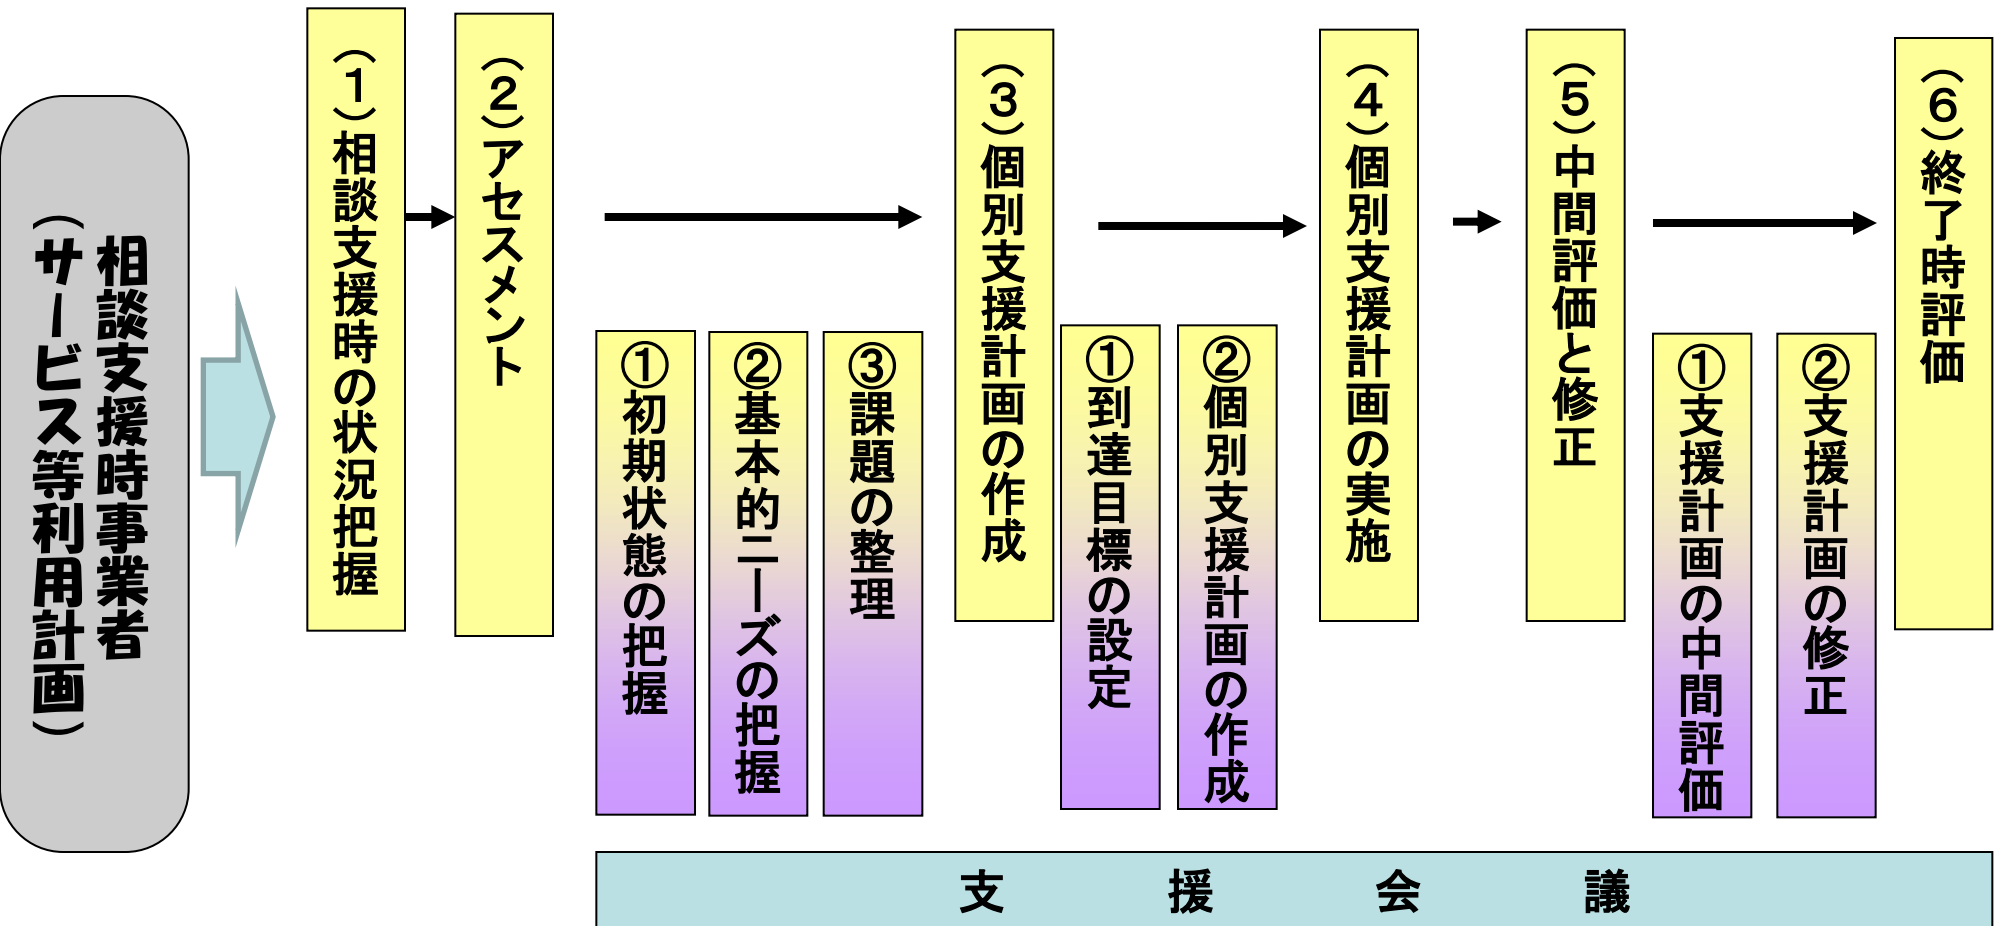 相談支援時事業者
（サービス等利用計画）
（１）相談支援時の状況把握
（２）アセスメント
①初期状態の把握
②基本的ニーズの把握
③課題の整理
（３）個別支援計画の作成
①到達目標の設定
②個別支援計画の作成
（４）個別支援計画の実施
（５）中間評価と修正
①支援計画の中間評価
②支援計画の修正
（６）終了時評価
支援会議